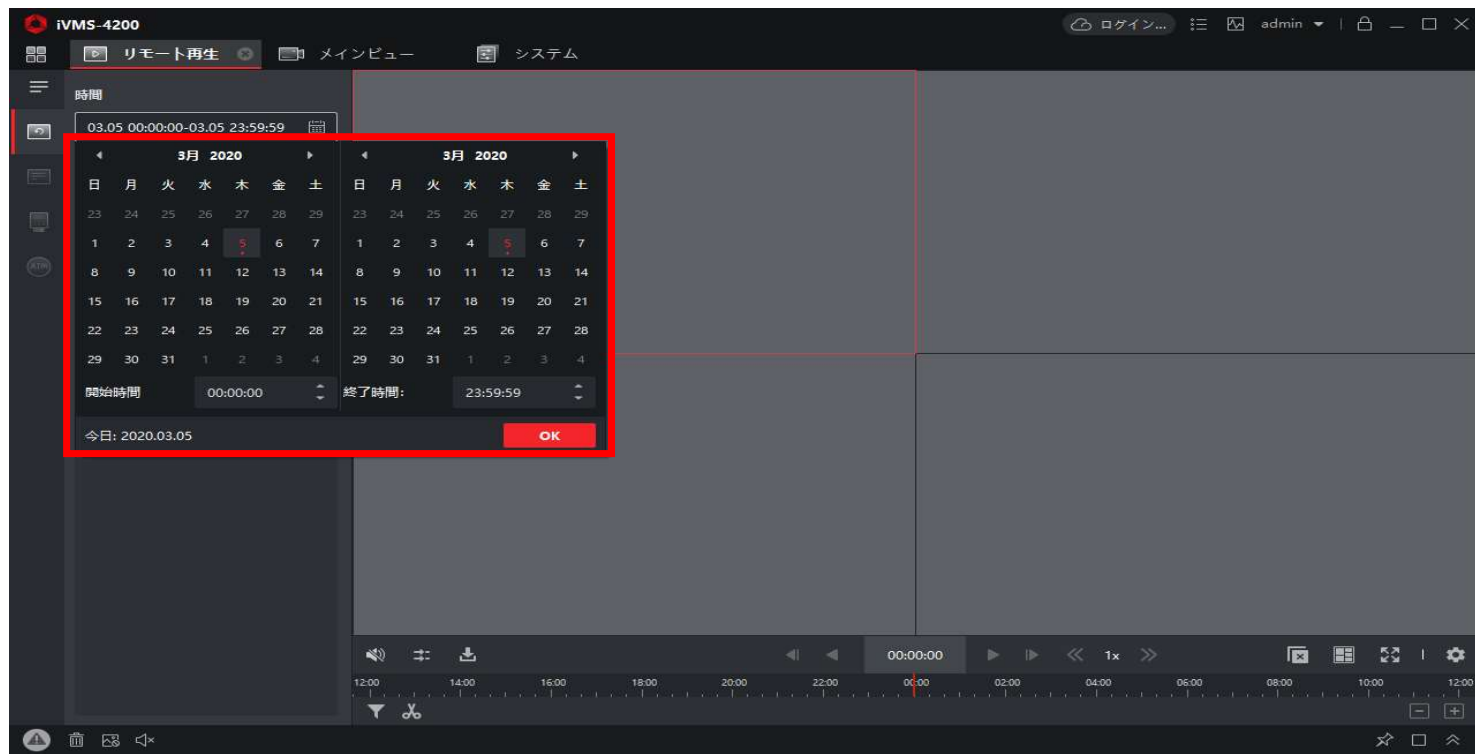 iVMS-4200 ログイン... admin
リモート再生 メインビュー システム
時間
03.05 00:00:00-03.05 23:59:59
3月 2020 3月 2020
日 月 火 水 木 金 土 日 月 火 水 木 金 土
23 24 25 26 27 28 29 23 24 25 26 27 28 29
1 2 3 4 5 6 7 1 2 3 4 5 6 7
8 9 10 11 12 13 14 8 9 10 11 12 13 14
15 16 17 18 19 20 21 15 16 17 18 19 20 21
22 23 24 25 26 27 28 22 23 24 25 26 27 28
29 30 31 1 2 3 4 29 30 31 1 2 3 4
開始時間 00:00:00 終了時間: 23:59:59
今日: 2020.03.05 OK
00:00:00 1x
12:00 14:00 16:00 18:00 20:00 22:00 00:00 02:00 04:00 06:00 08:00 10:00 12:00